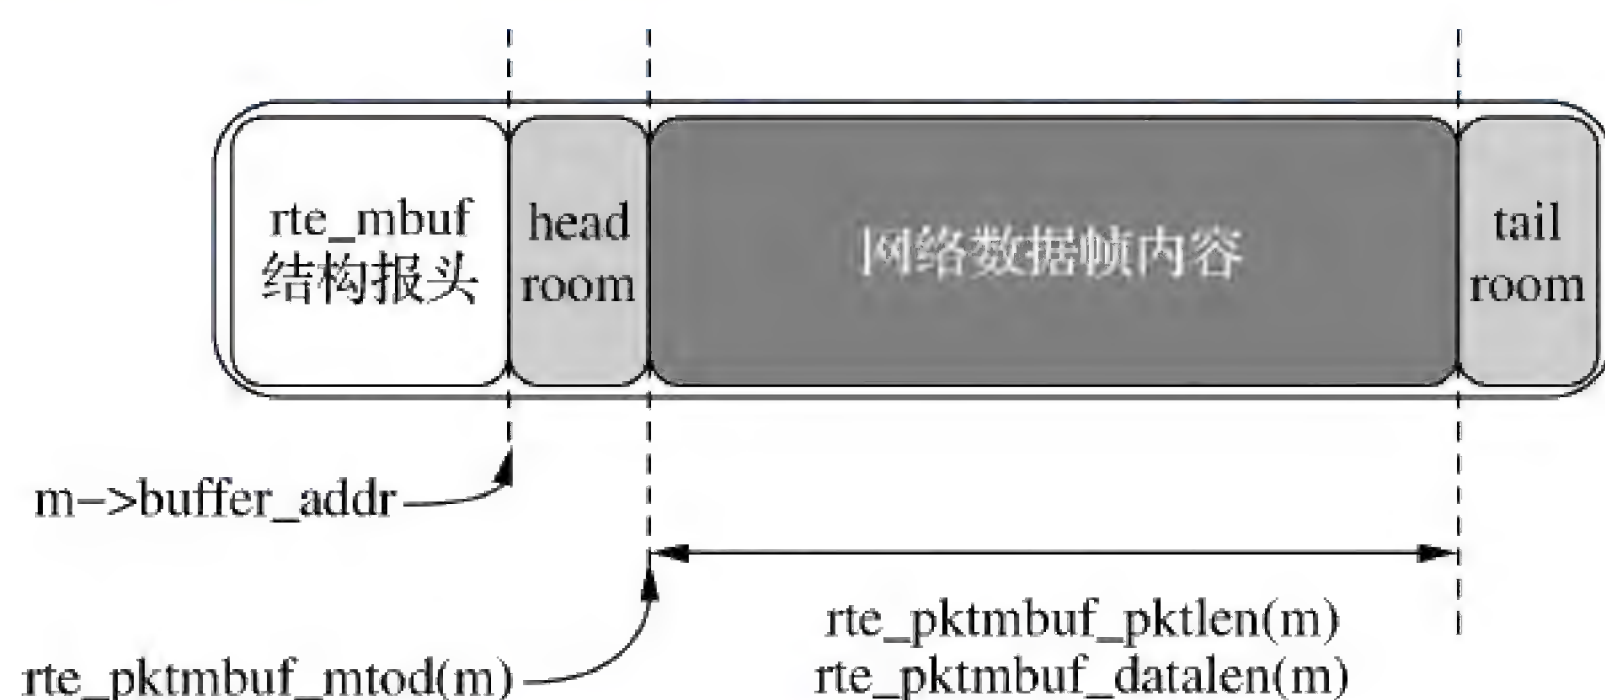 rte_mbuf
结构报头
head
room
网络数据帧内容
tail
room
m->buffer_addr
rte_pktmbuf_mtod(m)
rte_pktmbuf_pktlen(m)
rte_pktmbuf_datalen(m)